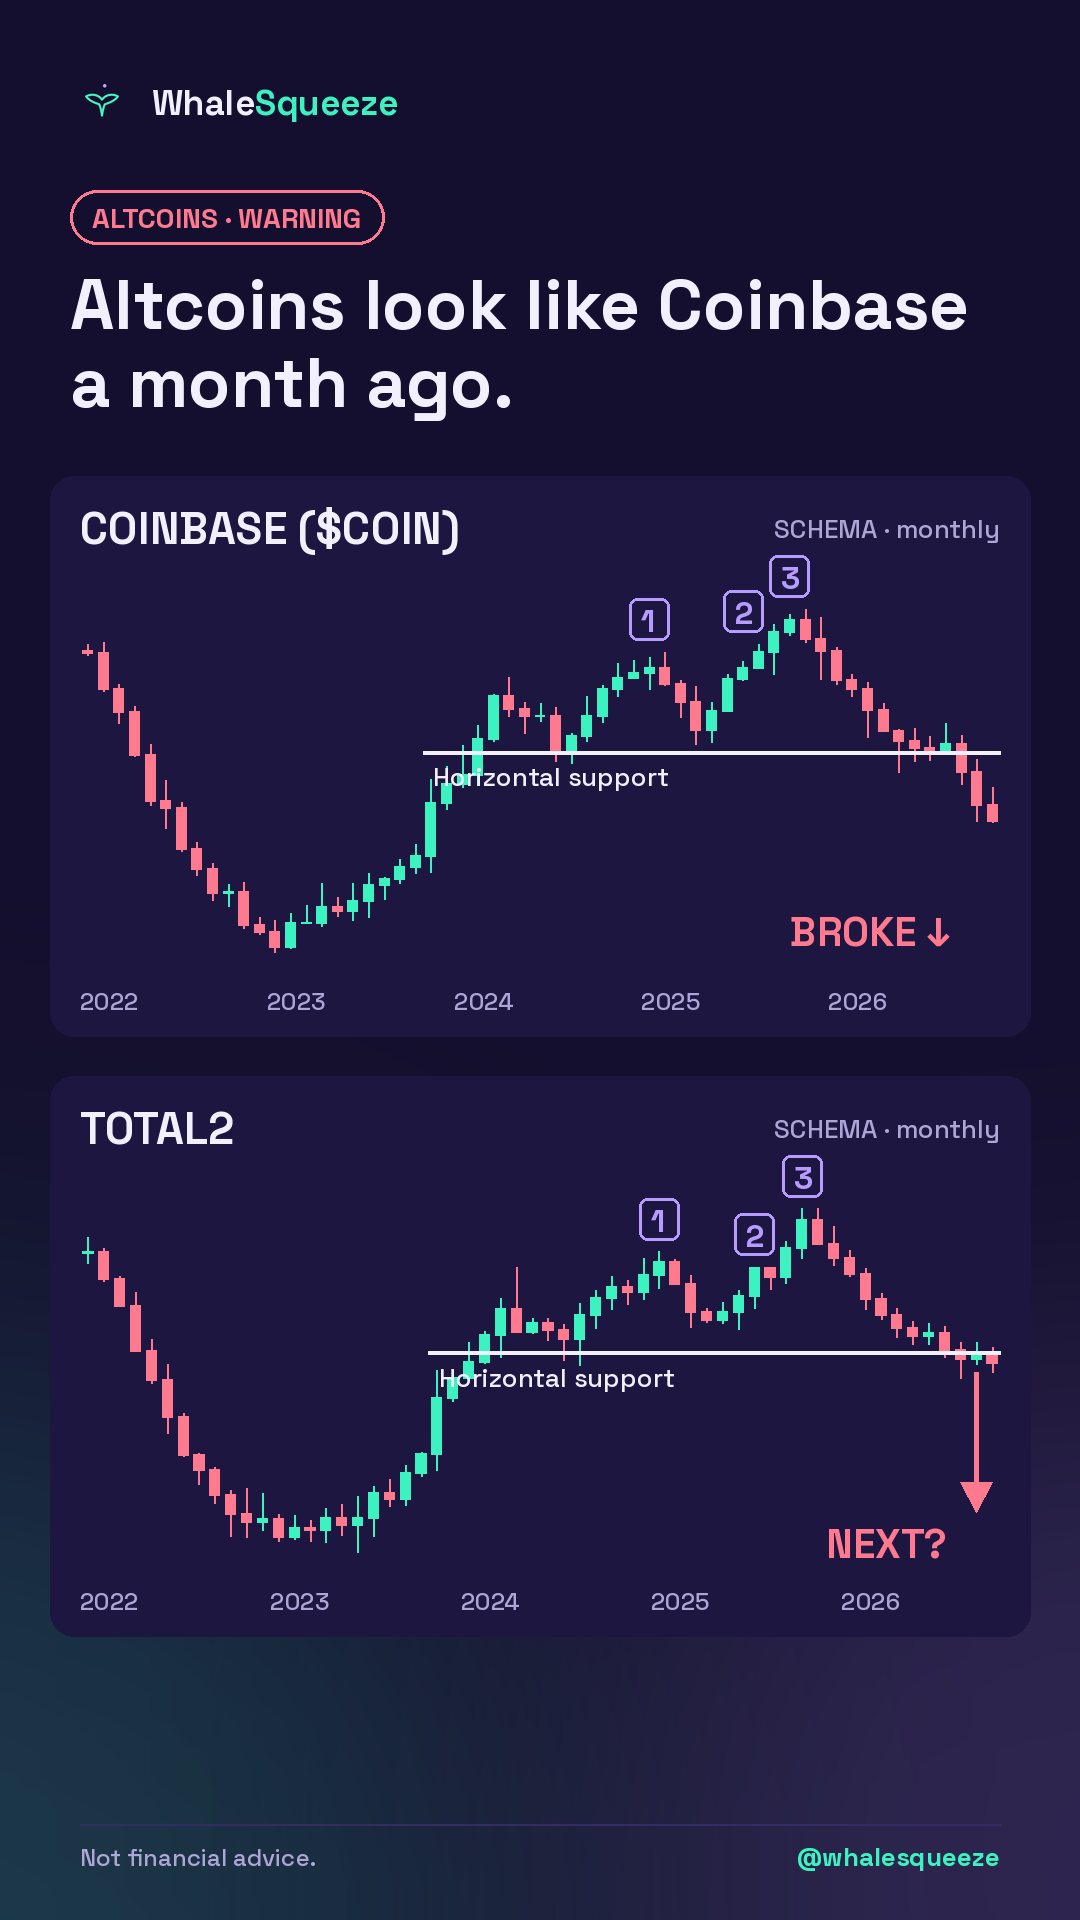 WhaleSqueeze
ALTCOINS · WARNING
Altcoins look like Coinbase
a month ago.
COINBASE ($COIN)
SCHEMA · monthly
3
1
2
Horizontal support
BROKE ↓
2022 2023 2024 2025 2026
TOTAL2
SCHEMA · monthly
3
1
2
Horizontal support
NEXT?
2022 2023 2024 2025 2026
Not financial advice.
@whalesqueeze